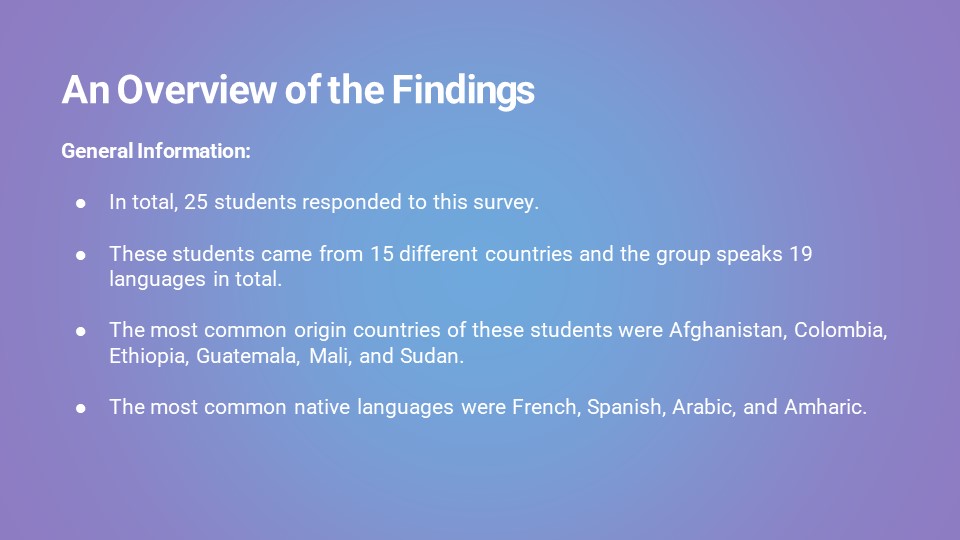 An Overview of the Findings
General Information:
● In total, 25 students responded to this survey.
● These students came from 15 different countries and the group speaks 19
languages in total.
● The most common origin countries of these students were Afghanistan, Colombia,
Ethiopia, Guatemala, Mali, and Sudan.
● The most common native languages were French, Spanish, Arabic, and Amharic.